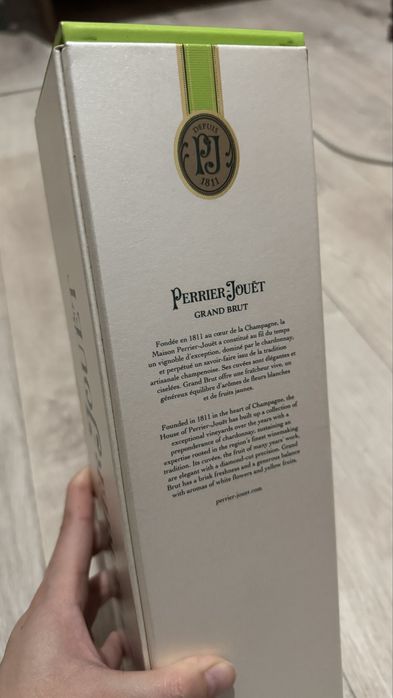 DEPUIS
PJ
1811
PERRIER-JOUËT
GRAND BRUT
Fondée en 1811 au cœur de la Champagne, la
Maison Perrier-Jouët a constitué au fil du temps
un vignoble d'exception, dominé par le chardonnay,
et perpétué un savoir-faire issu de la tradition
artisanale champenoise. Ses cuvées sont élégantes et
ciselées. Grand Brut offre une fraîcheur vive, un
généreux équilibre d'arômes de fleurs blanches
et de fruits jaunes.
Founded in 1811 in the heart of Champagne, the
House of Perrier-Jouët has built up a collection of
exceptional vineyards over the years with a
preponderance of chardonnay, sustaining an
expertise rooted in the region's finest winemaking
tradition. Its cuvées, the fruit of many years' work,
are elegant with a diamond-cut precision. Grand
Brut has a brisk freshness and a generous balance
with aromas of white flowers and yellow fruits.
perrier-jouet.com